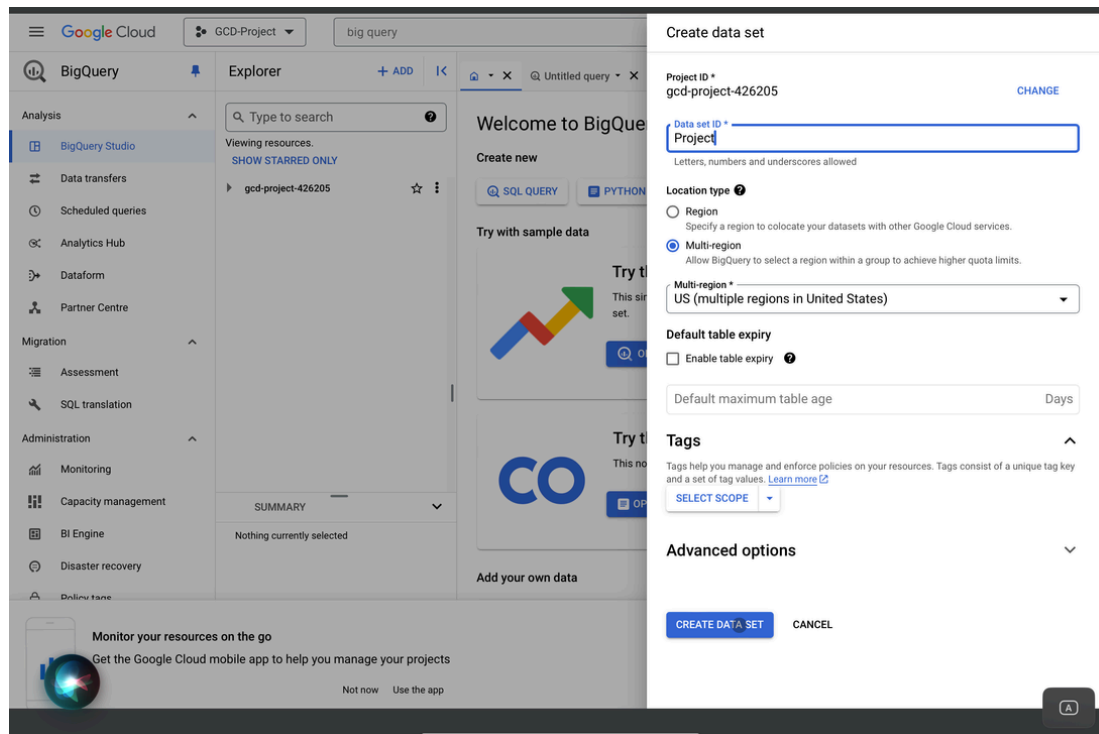 Google Cloud
GCD-Project
big query
BigQuery
Analysis
BigQuery Studio
Data transfers
Scheduled queries
Analytics Hub
Dataform
Partner Centre
Migration
Assessment
SQL translation
Administration
Monitoring
Capacity management
BI Engine
Disaster recovery
Policy tags
Explorer
+ ADD
Type to search
Viewing resources.
SHOW STARRED ONLY
gcd-project-426205
SUMMARY
Nothing currently selected
Untitled query
Welcome to BigQue
Create new
SQL QUERY
PYTHON
Try with sample data
Try t
This
set.
Try t
This no
OP
Add your own data
Monitor your resources on the go
Get the Google Cloud mobile app to help you manage your projects
Not now Use the app
Create data set
Project ID *
gcd-project-426205
CHANGE
Data set ID *
Project
Letters, numbers and underscores allowed
Location type
Region
Specify a region to colocate your datasets with other Google Cloud services.
Multi-region
Allow BigQuery to select a region within a group to achieve higher quota limits.
Multi-region *
US (multiple regions in United States)
Default table expiry
Enable table expiry
Default maximum table age Days
Tags
Tags help you manage and enforce policies on your resources. Tags consist of a unique tag key
and a set of tag values. Learn more
SELECT SCOPE
Advanced options
CREATE DATA SET
CANCEL
A